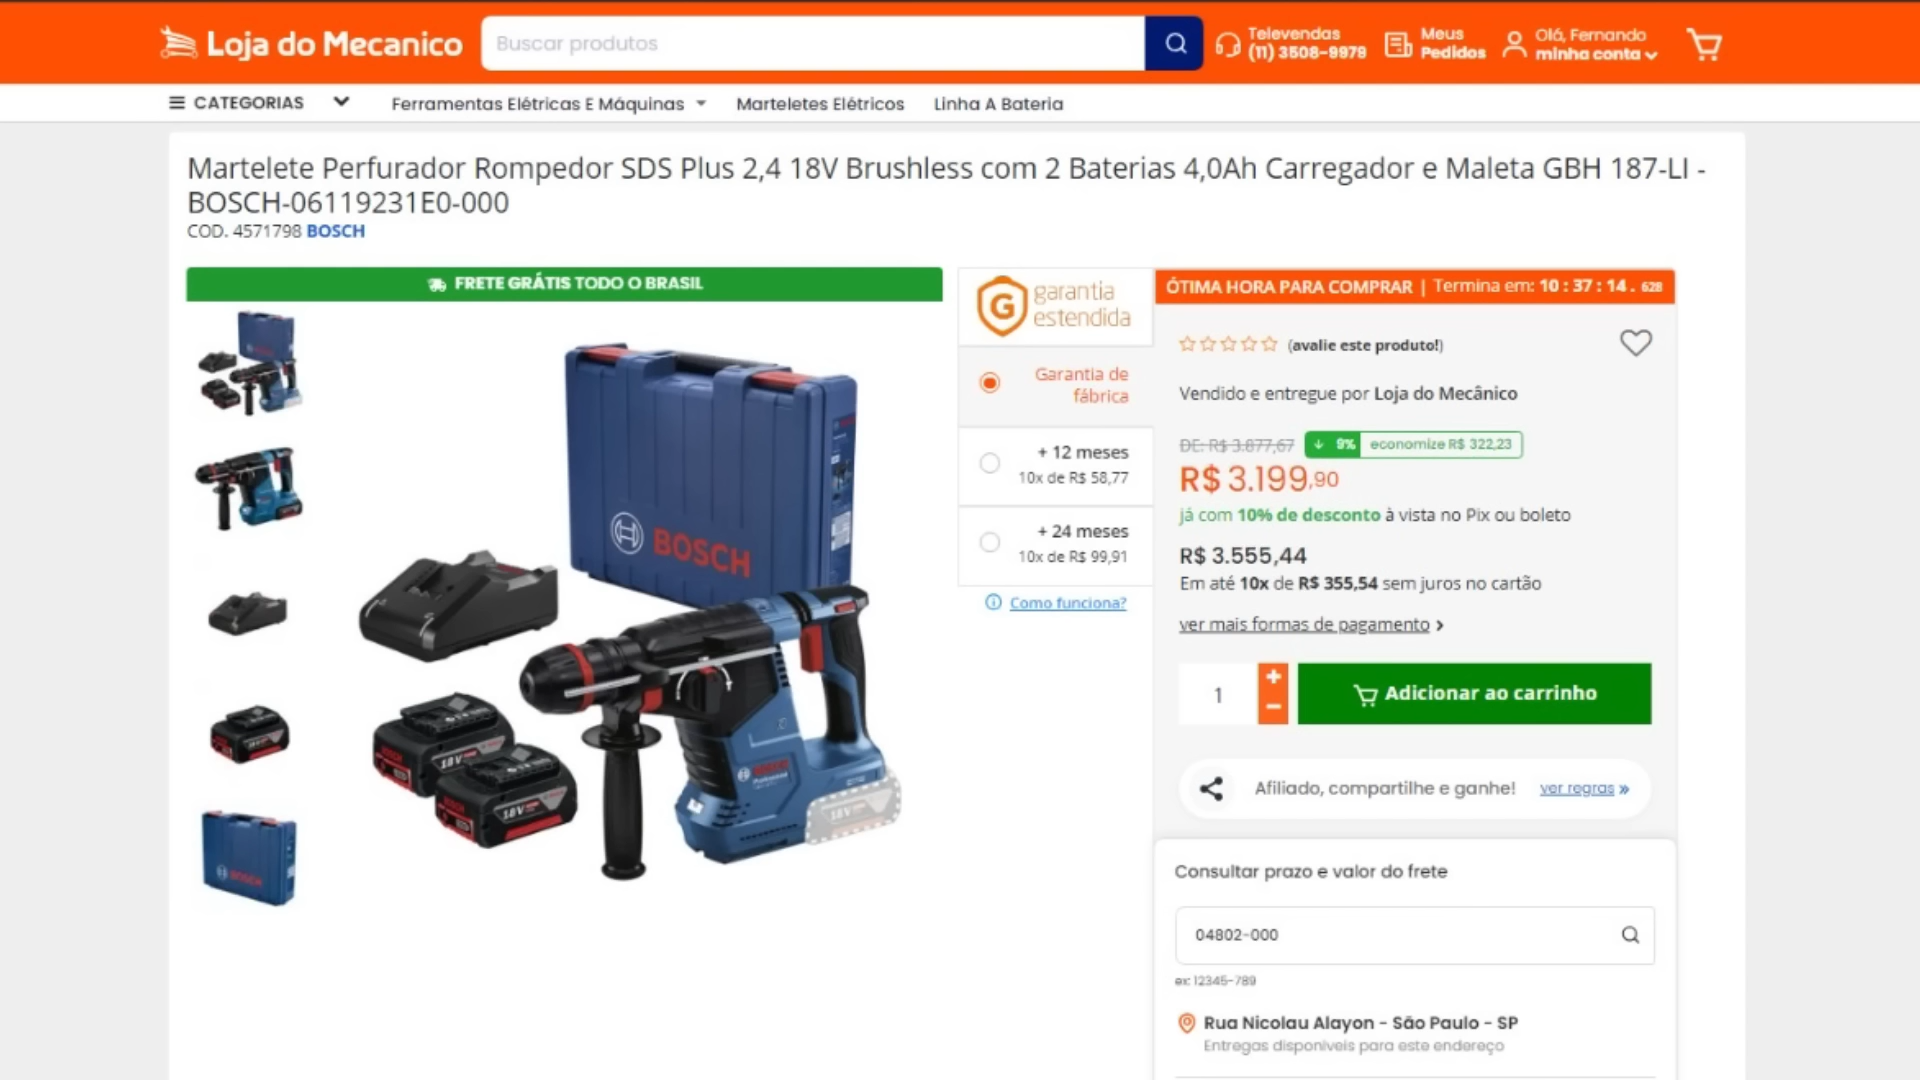 Loja do Mecanico
Buscar produtos
Televendas
(11) 3508-9979
Meus
Pedidos
Olá, Fernando
minha conta
CATEGORIAS
Ferramentas Elétricas E Máquinas
Marteletes Elétricos
Linha A Bateria
Martelete Perfurador Rompedor SDS Plus 2,4 18V Brushless com 2 Baterias 4,0Ah Carregador e Maleta GBH 187-LI -
BOSCH-06119231E0-000
COD. 4571798 BOSCH
FRETE GRÁTIS TODO O BRASIL
BOSCH
18V
18V
BOSCH
garantia
estendida
Garantia de
fábrica
+ 12 meses
10x de R$ 58,77
+ 24 meses
10x de R$ 99,91
Como funciona?
ÓTIMA HORA PARA COMPRAR | Termina em: 10 : 37 : 14 . 628
(avalie este produto!)
Vendido e entregue por Loja do Mecânico
DE: R$ 3.877,67
9% economize R$ 322,23
R$ 3.199,90
já com 10% de desconto à vista no Pix ou boleto
R$ 3.555,44
Em até 10x de R$ 355,54 sem juros no cartão
ver mais formas de pagamento
1
+
-
Adicionar ao carrinho
Afiliado, compartilhe e ganhe! ver regras »
Consultar prazo e valor do frete
04802-000
ex: 12345-789
Rua Nicolau Alayon - São Paulo - SP
Entregas disponíveis para este endereço